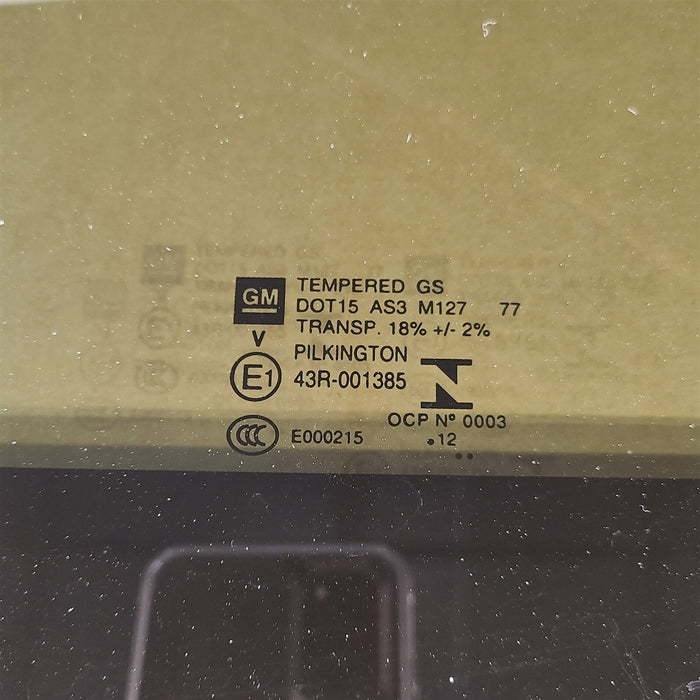 GM TEMPERED GS
DOT15 AS3 M127 77
TRANSP. 18% +/- 2%
V
PILKINGTON
E1 43R-001385
OCP Nº 0003
CCC E000215 .12
..